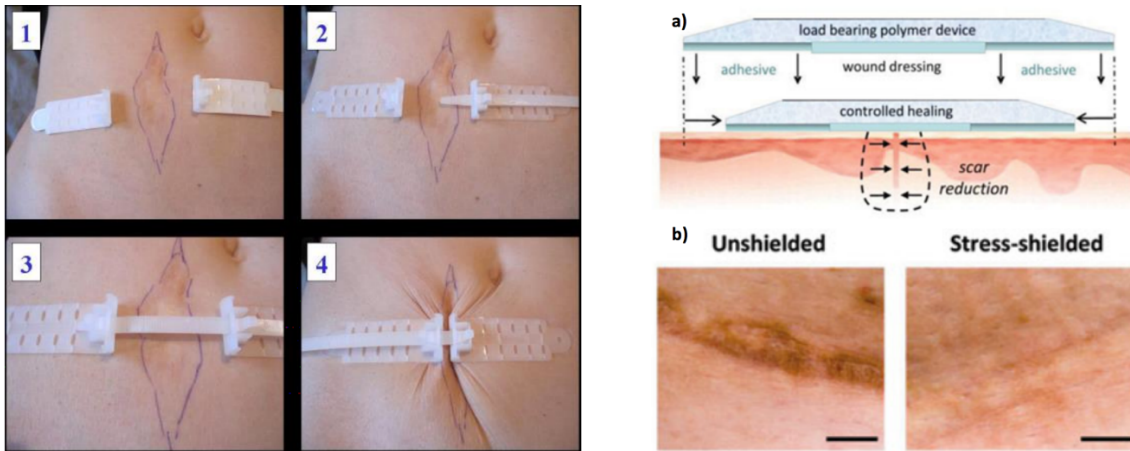 1
2
3
4
a)
load bearing polymer device
adhesive
wound dressing
adhesive
controlled healing
scar
reduction
b)
Unshielded
Stress-shielded